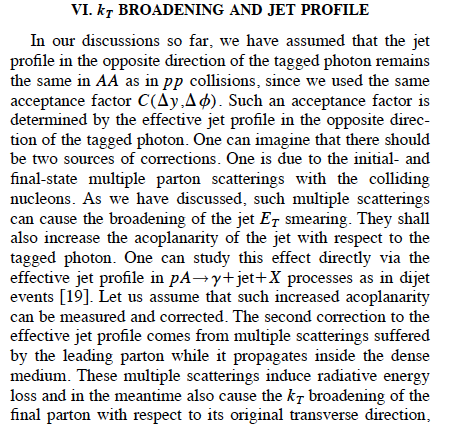 VI. k_T BROADENING AND JET PROFILE
In our discussions so far, we have assumed that the jet
profile in the opposite direction of the tagged photon remains
the same in AA as in pp collisions, since we used the same
acceptance factor C(Δy,Δϕ). Such an acceptance factor is
determined by the effective jet profile in the opposite direc-
tion of the tagged photon. One can imagine that there should
be two sources of corrections. One is due to the initial- and
final-state multiple parton scatterings with the colliding
nucleons. As we have discussed, such multiple scatterings
can cause the broadening of the jet E_T smearing. They shall
also increase the acoplanarity of the jet with respect to the
tagged photon. One can study this effect directly via the
effective jet profile in pA→γ+jet+X processes as in dijet
events [19]. Let us assume that such increased acoplanarity
can be measured and corrected. The second correction to the
effective jet profile comes from multiple scatterings suffered
by the leading parton while it propagates inside the dense
medium. These multiple scatterings induce radiative energy
loss and in the meantime also cause the k_T broadening of the
final parton with respect to its original transverse direction,